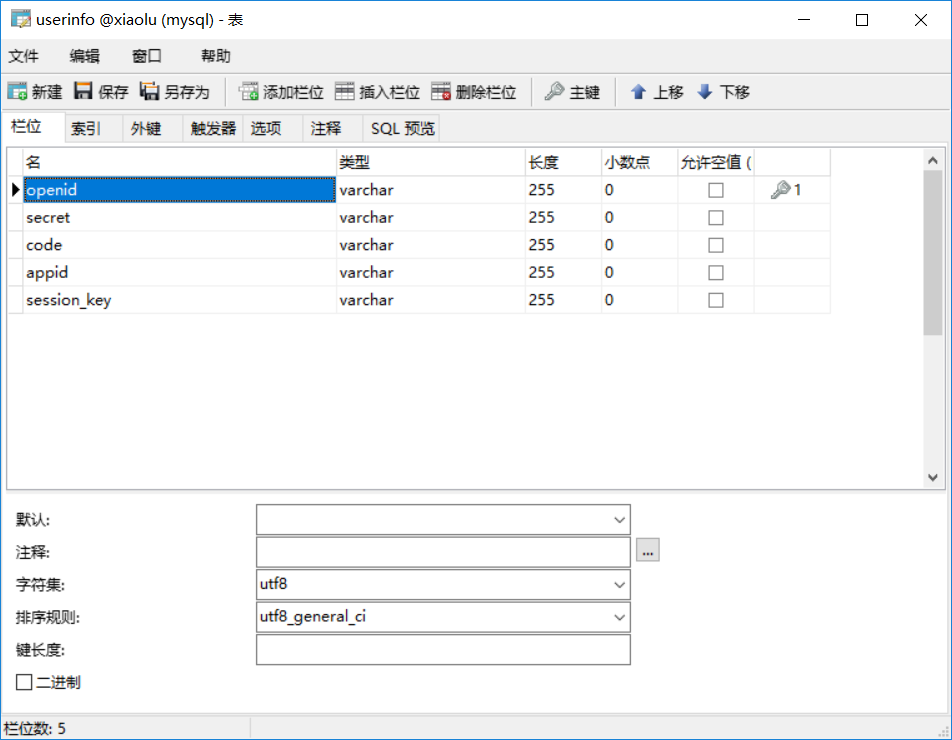 userinfo @xiaolu (mysql) - 表
文件 编辑 窗口 帮助
新建 保存 另存为 添加栏位 插入栏位 删除栏位 主键 上移 下移
栏位 索引 外键 触发器 选项 注释 SQL 预览
名 类型 长度 小数点 允许空值 (
openid varchar 255 0 1
secret varchar 255 0
code varchar 255 0
appid varchar 255 0
session_key varchar 255 0
默认:
注释: ...
字符集: utf8
排序规则: utf8_general_ci
键长度:
二进制
栏位数: 5